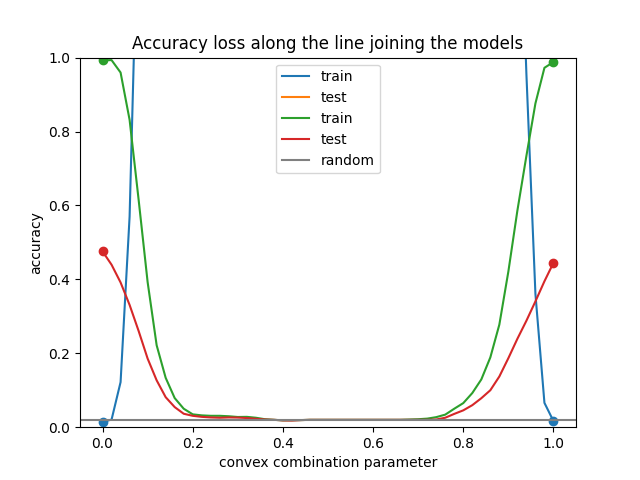 Accuracy loss along the line joining the models
train
test
train
test
random
accuracy
1.0
0.8
0.6
0.4
0.2
0.0
0.0 0.2 0.4 0.6 0.8 1.0
convex combination parameter